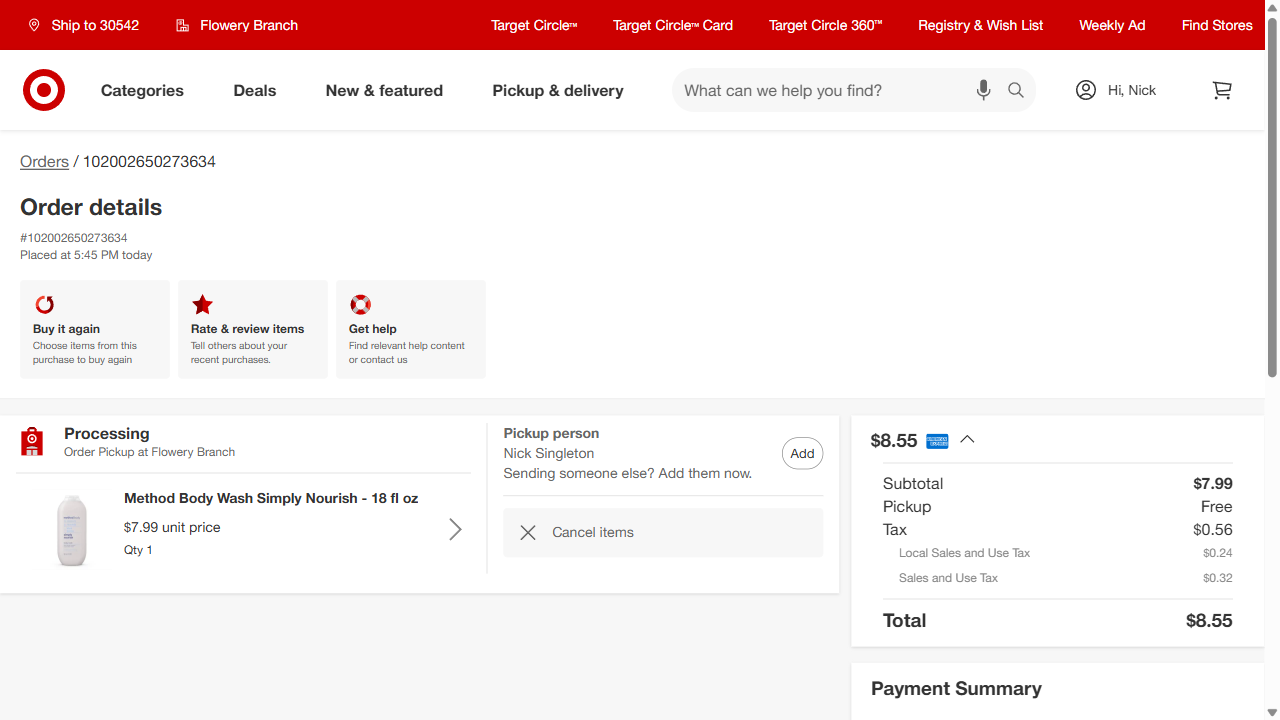 Ship to 30542
Flowery Branch
Target Circle™
Target Circle™ Card
Target Circle 360™
Registry & Wish List
Weekly Ad
Find Stores
Categories
Deals
New & featured
Pickup & delivery
What can we help you find?
Hi, Nick
Orders / 102002650273634
Order details
#102002650273634
Placed at 5:45 PM today
Buy it again
Choose items from this
purchase to buy again
Rate & review items
Tell others about your
recent purchases.
Get help
Find relevant help content
or contact us
Processing
Order Pickup at Flowery Branch
Method Body Wash Simply Nourish - 18 fl oz
$7.99 unit price
Qty 1
Pickup person
Nick Singleton
Sending someone else? Add them now.
Add
Cancel items
$8.55
Subtotal $7.99
Pickup Free
Tax $0.56
Local Sales and Use Tax $0.24
Sales and Use Tax $0.32
Total $8.55
Payment Summary